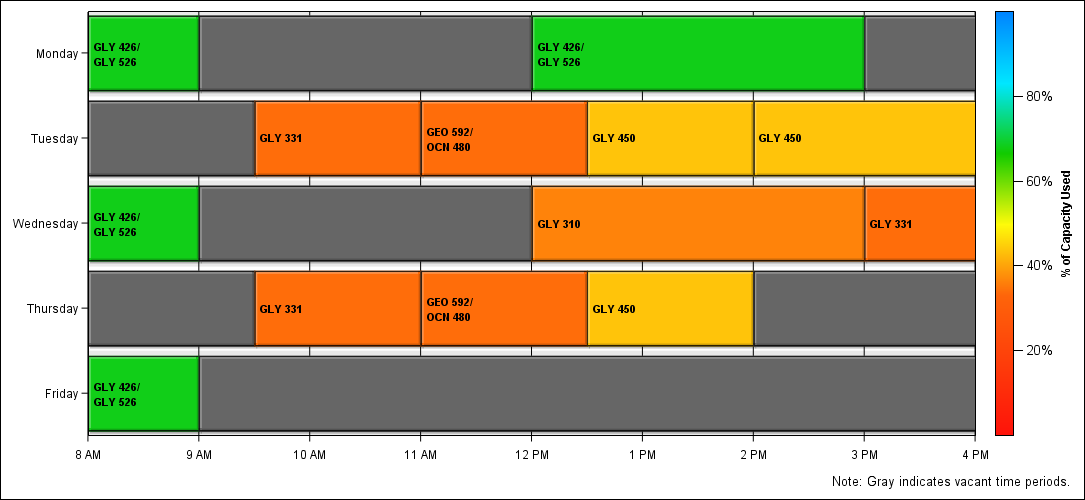 Monday
GLY 426/
GLY 526
GLY 426/
GLY 526
Tuesday
GLY 331
GEO 592/
OCN 480
GLY 450
GLY 450
Wednesday
GLY 426/
GLY 526
GLY 310
GLY 331
Thursday
GLY 331
GEO 592/
OCN 480
GLY 450
Friday
GLY 426/
GLY 526
8 AM
9 AM
10 AM
11 AM
12 PM
1 PM
2 PM
3 PM
4 PM
80%
60%
40%
20%
% of Capacity Used
Note: Gray indicates vacant time periods.